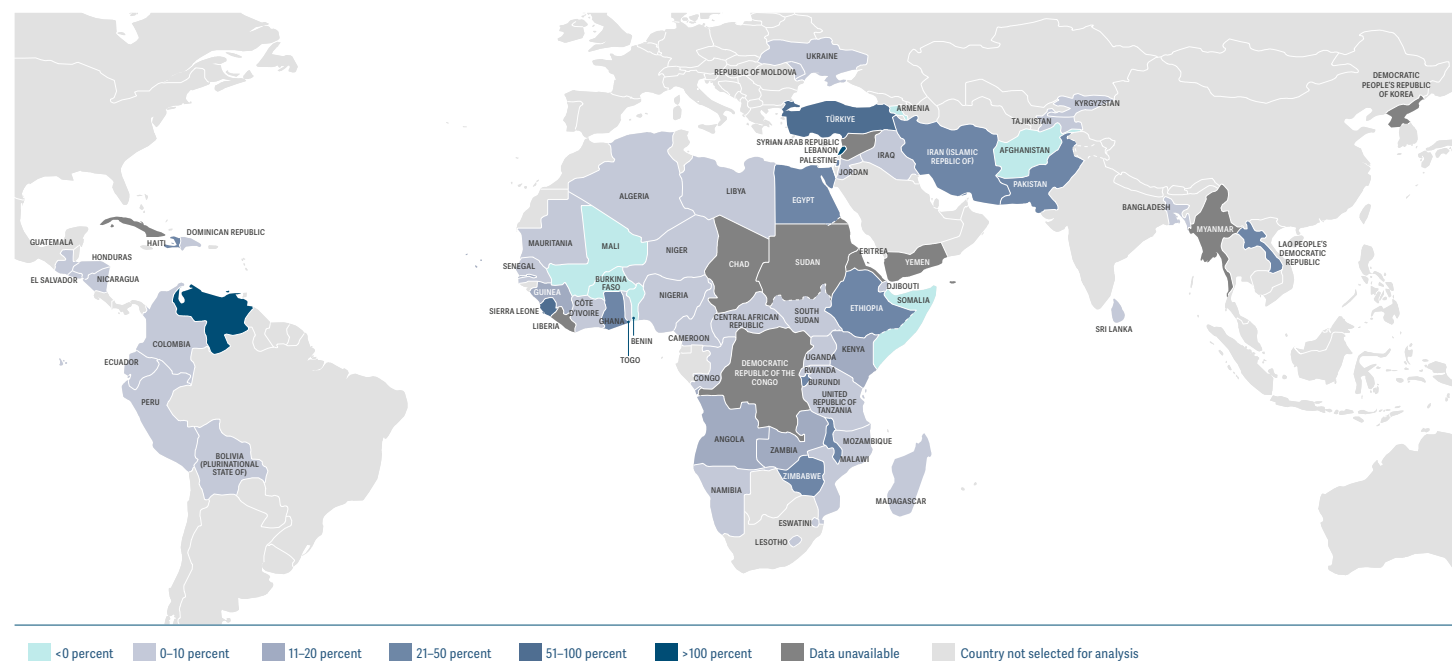 UKRAINE
REPUBLIC OF MOLDOVA
DEMOCRATIC
PEOPLE'S REPUBLIC
OF KOREA
ARMENIA
KYRGYZSTAN
TÜRKIYE
TAJIKISTAN
SYRIAN ARAB REPUBLIC
LEBANON
PALESTINE
IRAQ
IRAN (ISLAMIC
REPBLIC OF)
AFGHANISTAN
JORDAN
PAKISTAN
ALGERIA
LIBYA
EGYPT
BANGLADESH
MYANMAR
LAO PEOPLE'S
DEMOCRATIC
REPUBLIC
GUATEMALA
HAITI
DOMINICAN REPUBLIC
HONDURAS
EL SALVADOR
NICARAGUA
MAURITANIA
MALI
NIGER
CHAD
SUDAN
ERITREA
YEMEN
SENEGAL
BURKINA
FASO
DJIBOUTI
SOMALIA
GUINEA
NIGERIA
SIERRA LEONE
CÔTE
D'IVOIRE
GHANA
LIBERIA
CENTRAL AFRICAN
REPUBLIC
SOUTH
SUDAN
ETHIOPIA
SRI LANKA
BENIN
TOGO
CAMEROON
COLOMBIA
ECUADOR
PERU
BOLIVIA
(PLURINATIONAL
STATE OF)
CONGO
DEMOCRATIC
REPUBLIC OF THE
CONGO
UGANDA
KENYA
RWANDA
BURUNDI
UNITED
REPUBLIC OF
TANZANIA
ANGOLA
ZAMBIA
MOZAMBIQUE
MALAWI
ZIMBABWE
NAMIBIA
MADAGASCAR
ESWATINI
LESOTHO
<0 percent
0–10 percent
11–20 percent
21–50 percent
51–100 percent
>100 percent
Data unavailable
Country not selected for analysis